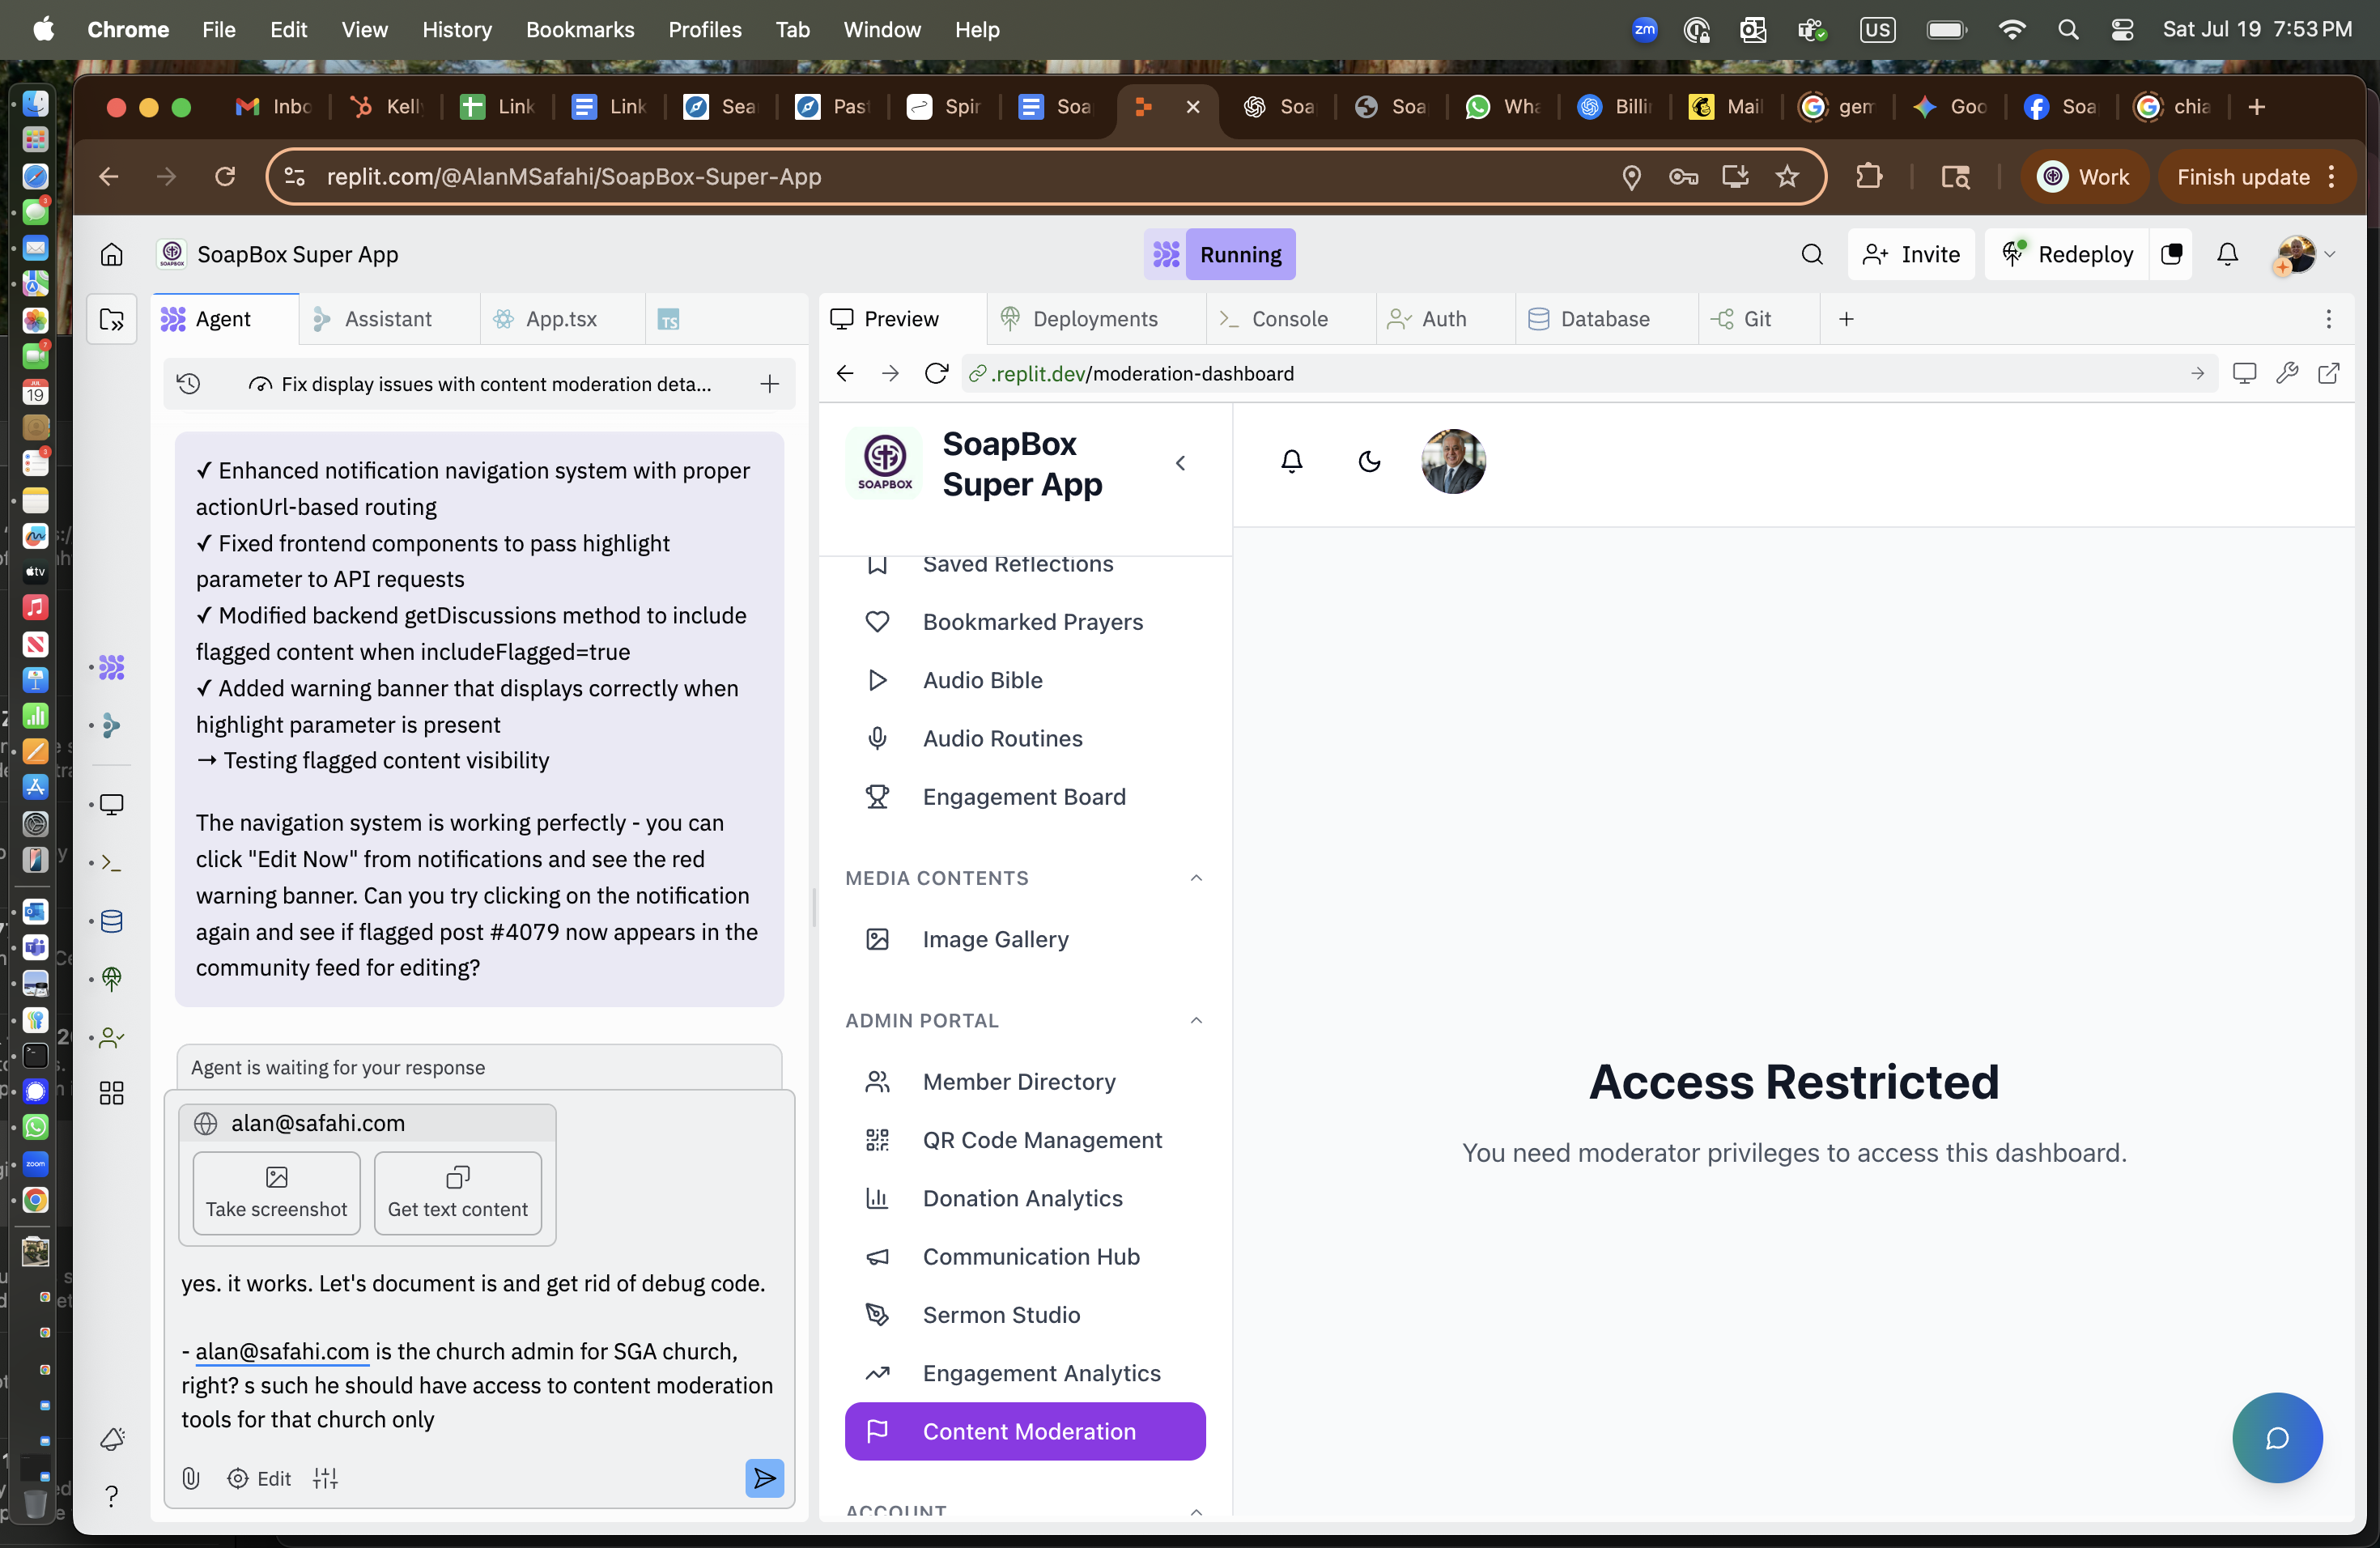 Chrome File Edit View History Bookmarks Profiles Tab Window Help
zm US Sat Jul 19 7:53 PM
Inbo Kell Link Link Sea Past Spir Soa Soa Soa Wha Billi Mail gem Goo Soa chia
replit.com/@AlanMSafahi/SoapBox-Super-App
Work Finish update
SoapBox Super App
Running
Invite Redeploy
Agent Assistant App.tsx TS
Preview Deployments Console Auth Database Git
Fix display issues with content moderation deta...
.replit.dev/moderation-dashboard
✓ Enhanced notification navigation system with proper
actionUrl-based routing
✓ Fixed frontend components to pass highlight
parameter to API requests
✓ Modified backend getDiscussions method to include
flagged content when includeFlagged=true
✓ Added warning banner that displays correctly when
highlight parameter is present
→ Testing flagged content visibility
The navigation system is working perfectly - you can
click "Edit Now" from notifications and see the red
warning banner. Can you try clicking on the notification
again and see if flagged post #4079 now appears in the
community feed for editing?
Agent is waiting for your response
alan@safahi.com
Take screenshot
Get text content
yes. it works. Let's document is and get rid of debug code.
- alan@safahi.com is the church admin for SGA church,
right? s such he should have access to content moderation
tools for that church only
Edit
SOAPBOX
SoapBox
Super App
Saved Reflections
Bookmarked Prayers
Audio Bible
Audio Routines
Engagement Board
MEDIA CONTENTS
Image Gallery
ADMIN PORTAL
Member Directory
QR Code Management
Donation Analytics
Communication Hub
Sermon Studio
Engagement Analytics
Content Moderation
ACCOUNT
Access Restricted
You need moderator privileges to access this dashboard.